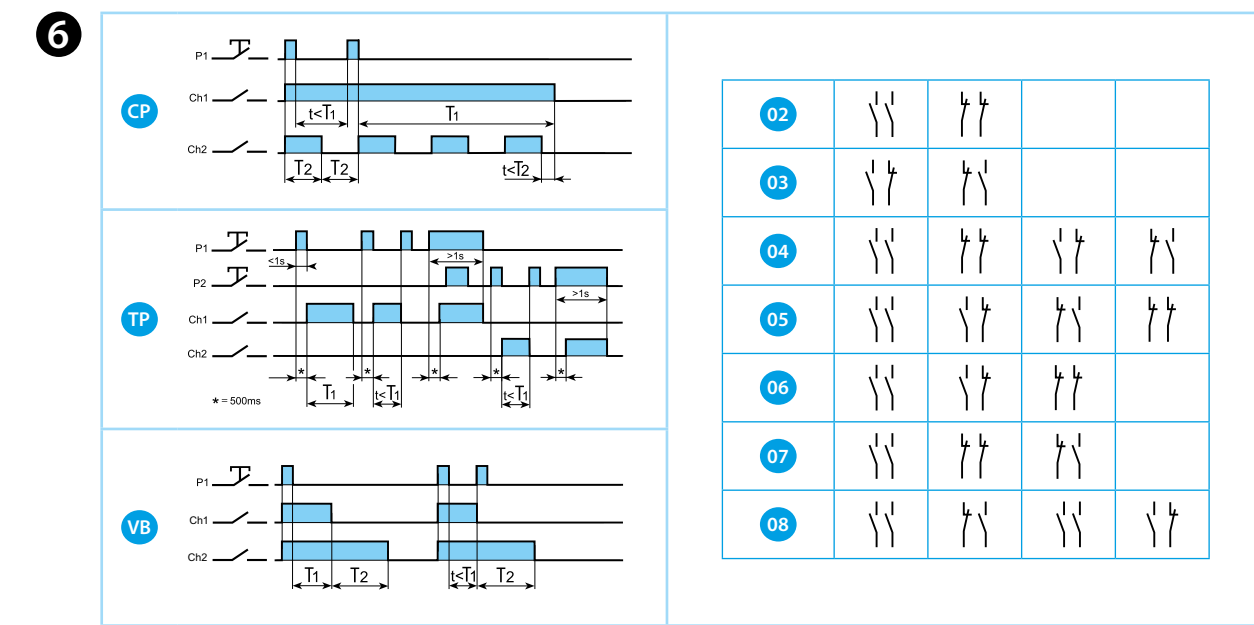 6
CP
P1
Ch1
t<T1 T1
Ch2
T2 T2 t<T2
TP
P1
<1s >1s
P2
>1s
Ch1
Ch2
* * * * *
T1 t<T1 t<T1
* = 500ms
VB
P1
Ch1
Ch2
T1 T2 t<T1 T2
02
03
04
05
06
07
08